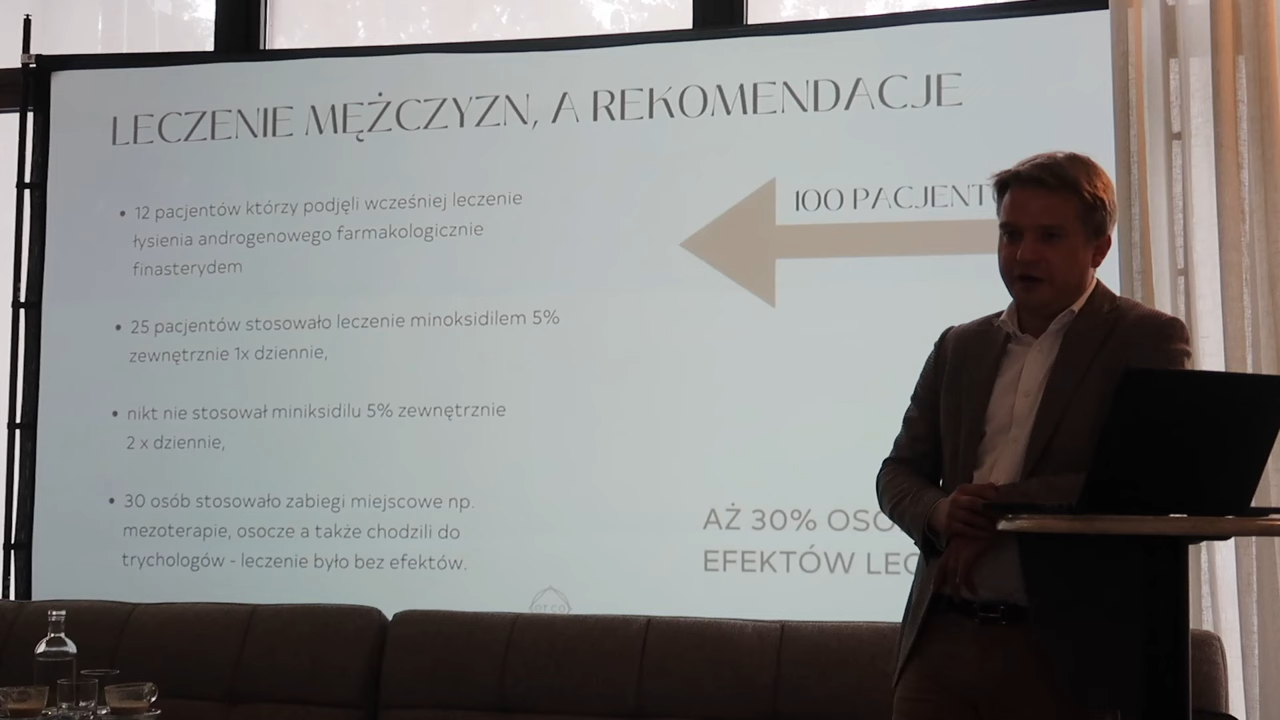 LECZENIE MĘŻCZYZN, A REKOMENDACJE
• 12 pacjentów którzy podjęli wcześniej leczenie
łysienia androgenowego farmakologicznie
finasterydem
• 25 pacjentów stosowało leczenie minoksidilem 5%
zewnętrznie 1x dziennie,
• nikt nie stosował miniksidilu 5% zewnętrznie
2 x dziennie,
• 30 osób stosowało zabiegi miejscowe np.
mezoterapie, osocze a także chodzili do
trychologów - leczenie było bez efektów.
100 PACJENT
AŻ 30% OSÓ
EFEKTÓW LEC